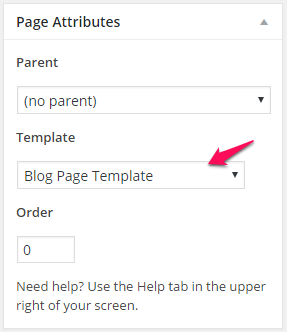 Page Attributes
Parent
(no parent)
Template
Blog Page Template
Order
0
Need help? Use the Help tab in the upper
right of your screen.